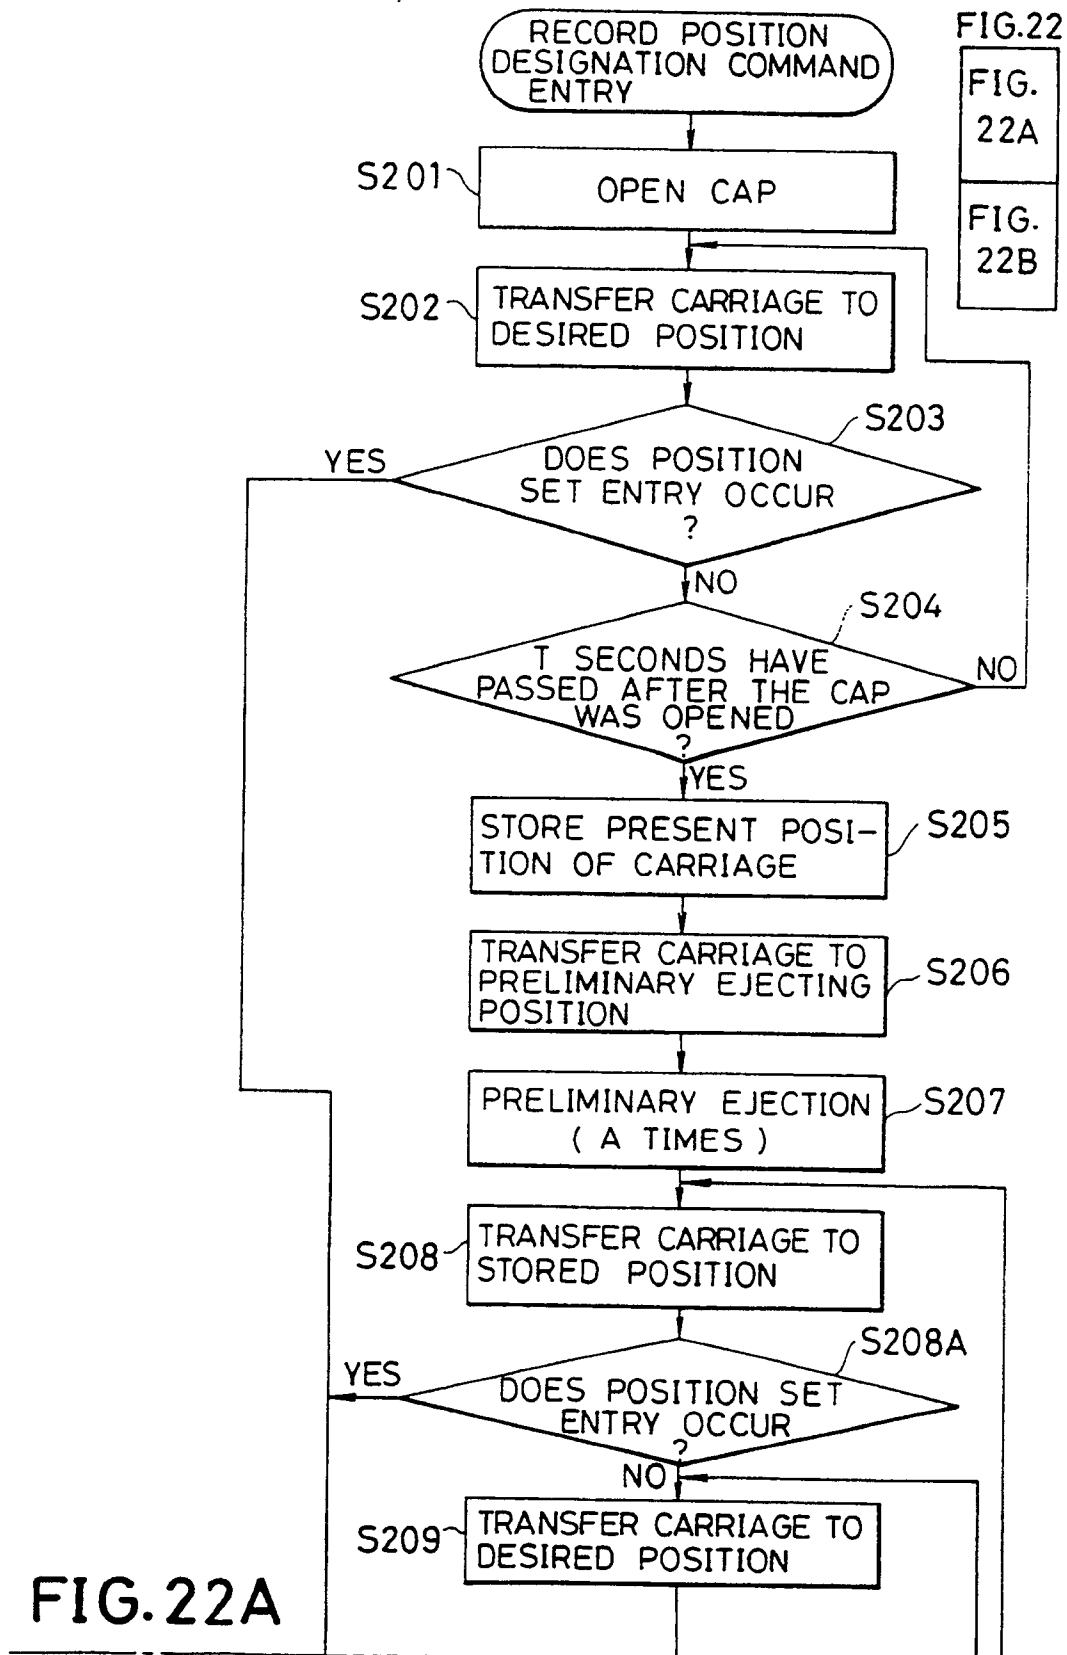 RECORD POSITION
DESIGNATION COMMAND
ENTRY
FIG.22
FIG.
22A
FIG.
22B
S201
OPEN CAP
S202
TRANSFER CARRIAGE TO
DESIRED POSITION
S203
YES
DOES POSITION
SET ENTRY OCCUR
?
NO
S204
T SECONDS HAVE
PASSED AFTER THE CAP
WAS OPENED
?
NO
YES
STORE PRESENT POSI-
TION OF CARRIAGE
S205
TRANSFER CARRIAGE TO
PRELIMINARY EJECTING
POSITION
S206
PRELIMINARY EJECTION
( A TIMES )
S207
S208
TRANSFER CARRIAGE TO
STORED POSITION
S208A
YES
DOES POSITION SET
ENTRY OCCUR
?
NO
S209
TRANSFER CARRIAGE TO
DESIRED POSITION
FIG.22A